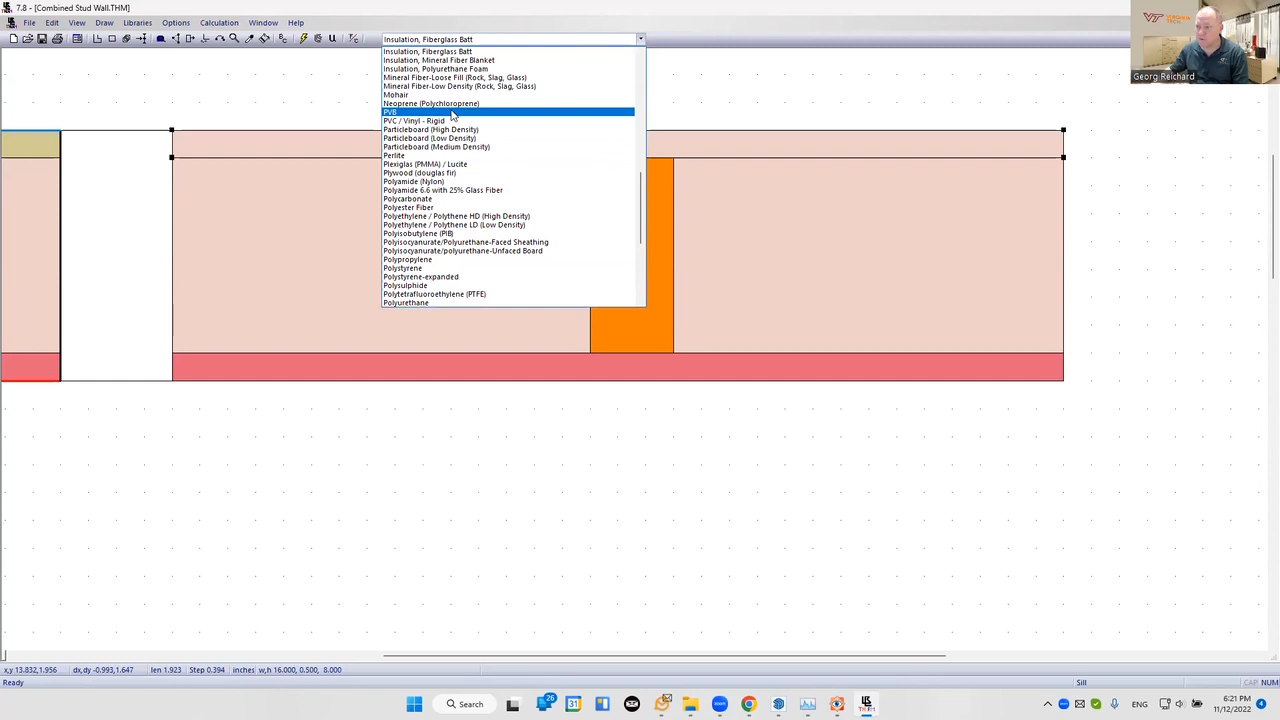 7.8 - [Combined Stud Wall.THM]
File Edit View Draw Libraries Options Calculation Window Help
Insulation, Fiberglass Batt
Insulation, Fiberglass Batt
Insulation, Mineral Fiber Blanket
Insulation, Polyurethane Foam
Mineral Fiber-Loose Fill (Rock, Slag, Glass)
Mineral Fiber-Low Density (Rock, Slag, Glass)
Mohair
Neoprene (Polychloroprene)
PVB
PVC / Vinyl - Rigid
Particleboard (High Density)
Particleboard (Low Density)
Particleboard (Medium Density)
Perlite
Plexiglas (PMMA) / Lucite
Plywood (douglas fir)
Polyamide (Nylon)
Polyamide 6.6 with 25% Glass Fiber
Polycarbonate
Polyester Fiber
Polyethylene / Polythene HD (High Density)
Polyethylene / Polythene LD (Low Density)
Polyisobutylene (PIB)
Polyisocyanurate/Polyurethane-Faced Sheathing
Polyisocyanurate/polyurethane-Unfaced Board
Polypropylene
Polystyrene
Polystyrene-expanded
Polysulphide
Polytetrafluoroethylene (PTFE)
Polyurethane
Georg Reichard
x,y 13.832,1.956 dx,dy -0.993,1.647 len 1.923 Step 0.394 inches w,h 16.000, 0.500, 8.000
Ready Sill CAP NUM
Search 26 31 zoom ENG 6:21 PM
11/12/2022